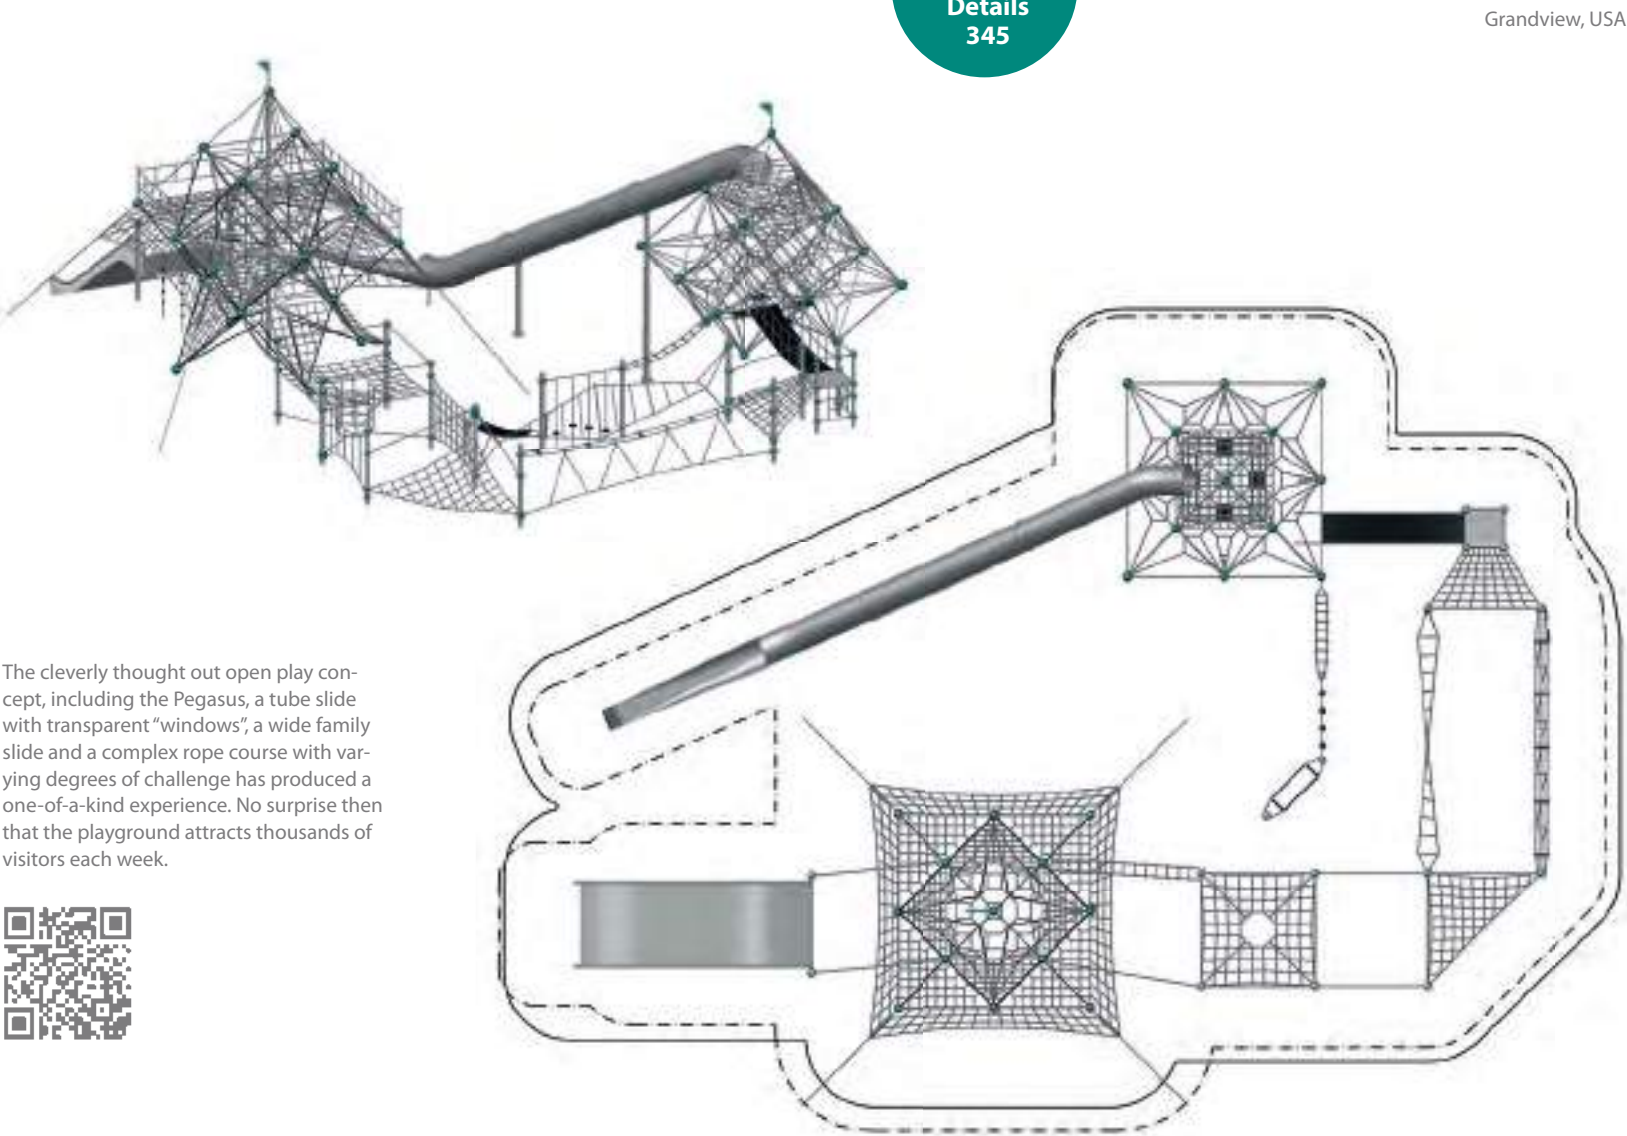 Details
345
Grandview, USA
The cleverly thought out open play con-
cept, including the Pegasus, a tube slide
with transparent “windows”, a wide family
slide and a complex rope course with var-
ying degrees of challenge has produced a
one-of-a-kind experience. No surprise then
that the playground attracts thousands of
visitors each week.